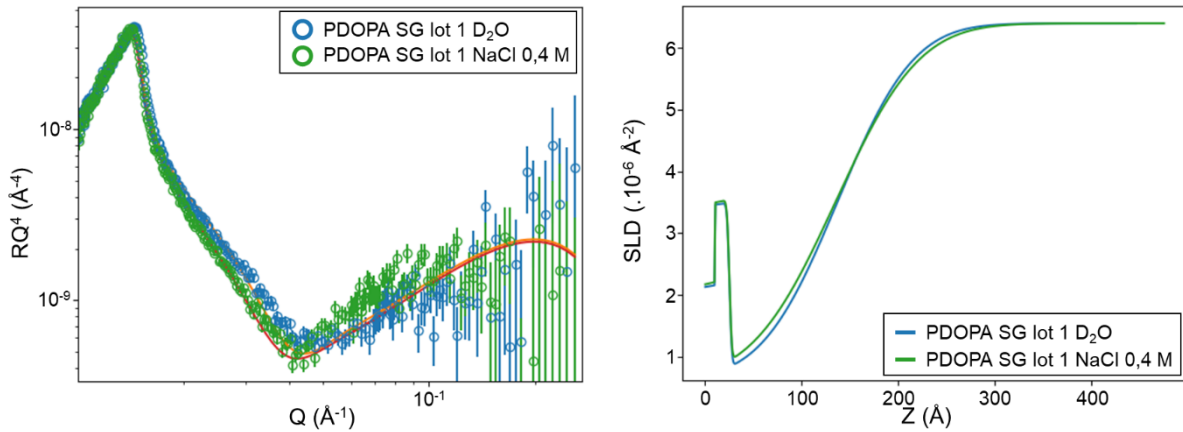 PDOPA SG lot 1 D₂O
PDOPA SG lot 1 NaCl 0,4 M
RQ⁴ (Å⁻⁴)
10⁻⁸
10⁻⁹
10⁻¹
Q (Å⁻¹)
SLD (.10⁻⁶ Å⁻²)
6
5
4
3
2
1
PDOPA SG lot 1 D₂O
PDOPA SG lot 1 NaCl 0,4 M
0 100 200 300 400
Z (Å)